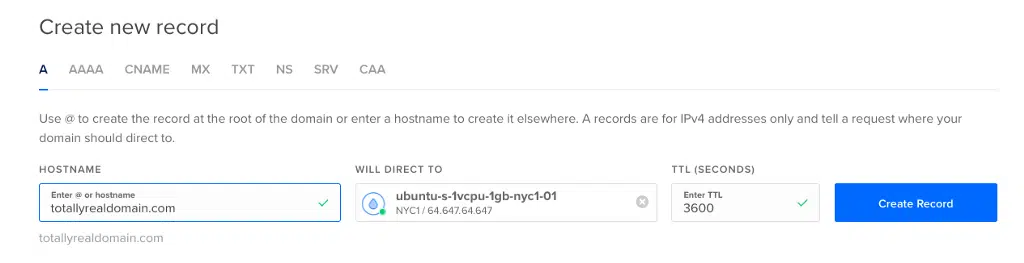 Create new record
A AAAA CNAME MX TXT NS SRV CAA
Use @ to create the record at the root of the domain or enter a hostname to create it elsewhere. A records are for IPv4 addresses only and tell a request where your
domain should direct to.
HOSTNAME WILL DIRECT TO TTL (SECONDS)
Enter @ or hostname
totallyrealdomain.com
ubuntu-s-1vcpu-1gb-nyc1-01
NYC1 / 64.647.64.647
Enter TTL
3600
Create Record
totallyrealdomain.com